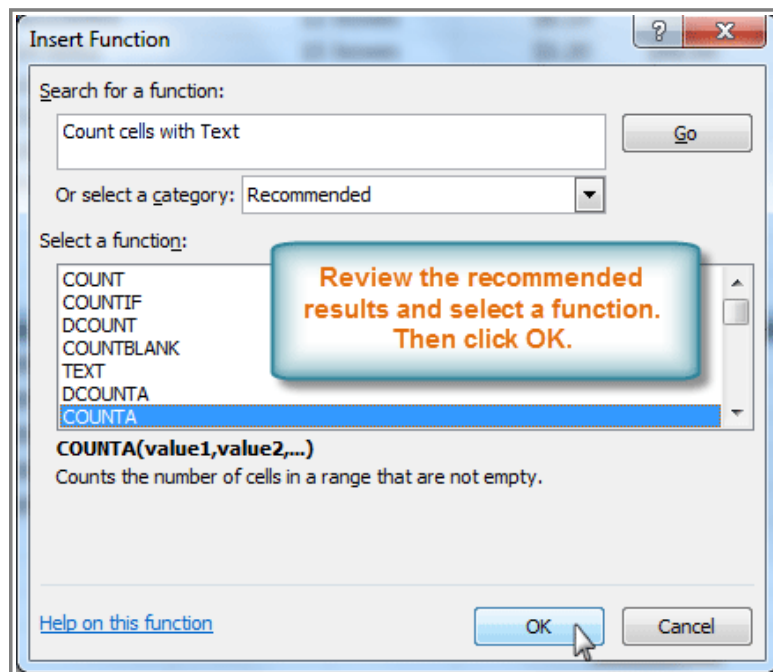 Insert Function
Search for a function:
Count cells with Text
Go
Or select a category: Recommended
Select a function:
COUNT
COUNTIF
DCOUNT
COUNTBLANK
TEXT
DCOUNTA
COUNTA
Review the recommended
results and select a function.
Then click OK.
COUNTA(value1,value2,...)
Counts the number of cells in a range that are not empty.
Help on this function
OK
Cancel